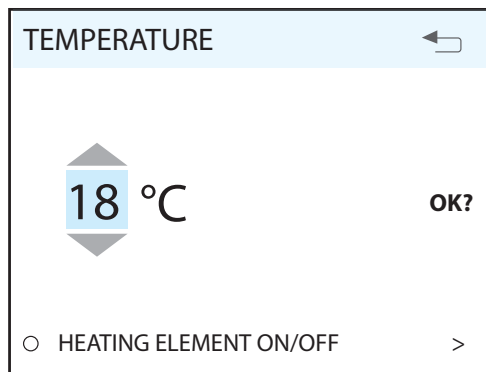 TEMPERATURE
18 °C
OK?
HEATING ELEMENT ON/OFF >